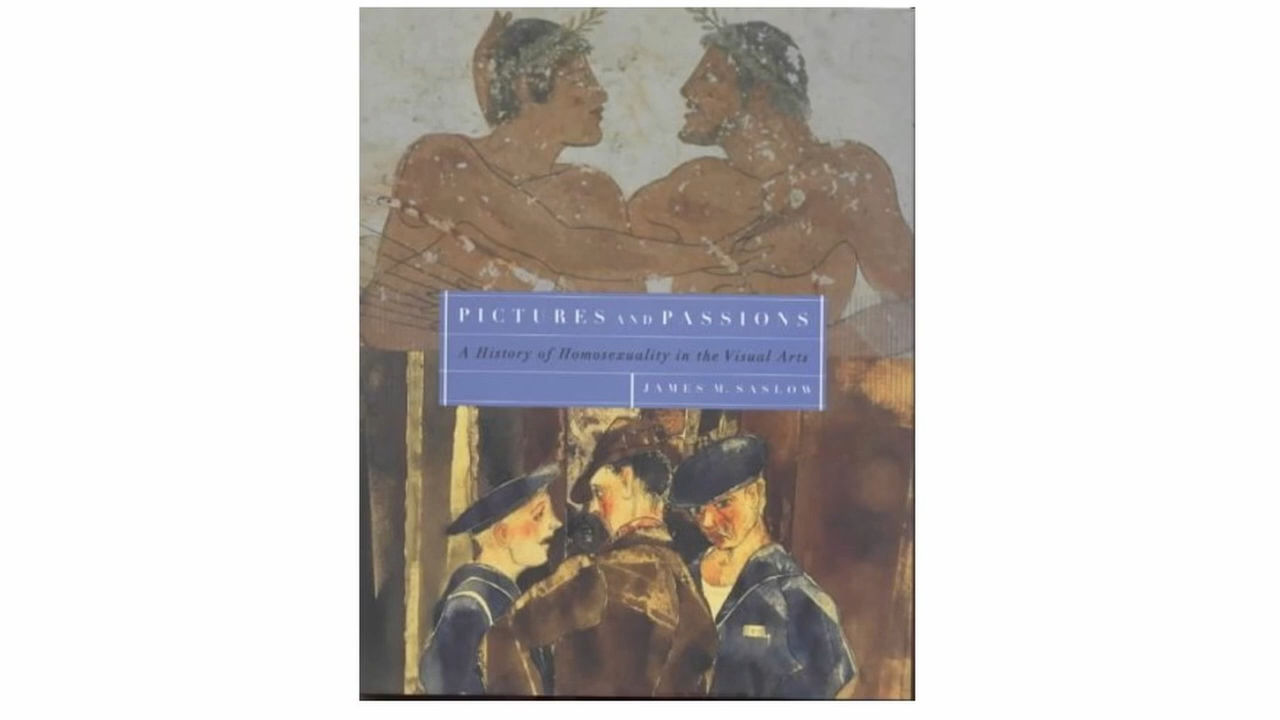 PICTURES AND PASSIONS
A History of Homosexuality in the Visual Arts
JAMES M. SASLOW